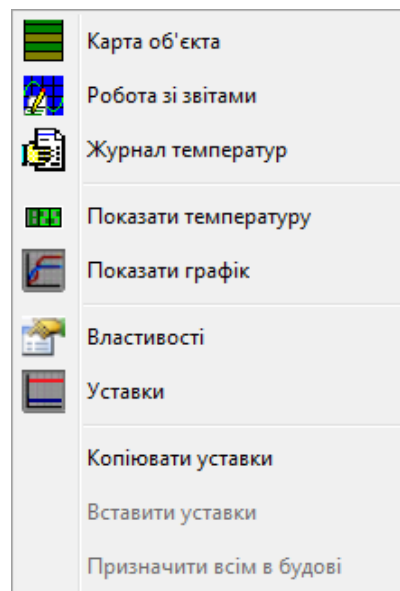 Карта об'єкта
Робота зі звітами
Журнал температур
Показати температуру
Показати графік
Властивості
Уставки
Копіювати уставки
Вставити уставки
Призначити всім в будові